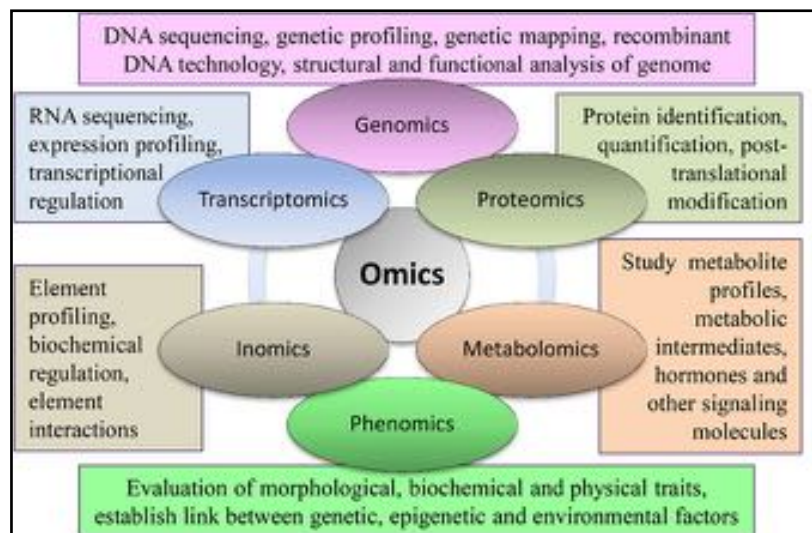 DNA sequencing, genetic profiling, genetic mapping, recombinant
DNA technology, structural and functional analysis of genome
Genomics
RNA sequencing,
expression profiling,
transcriptional
regulation
Transcriptomics
Protein identification,
quantification, post-
translational
modification
Proteomics
Omics
Element
profiling,
biochemical
regulation,
element
interactions
Inomics
Study metabolite
profiles,
metabolic
intermediates,
hormones and
other signaling
molecules
Metabolomics
Phenomics
Evaluation of morphological, biochemical and physical traits,
establish link between genetic, epigenetic and environmental factors